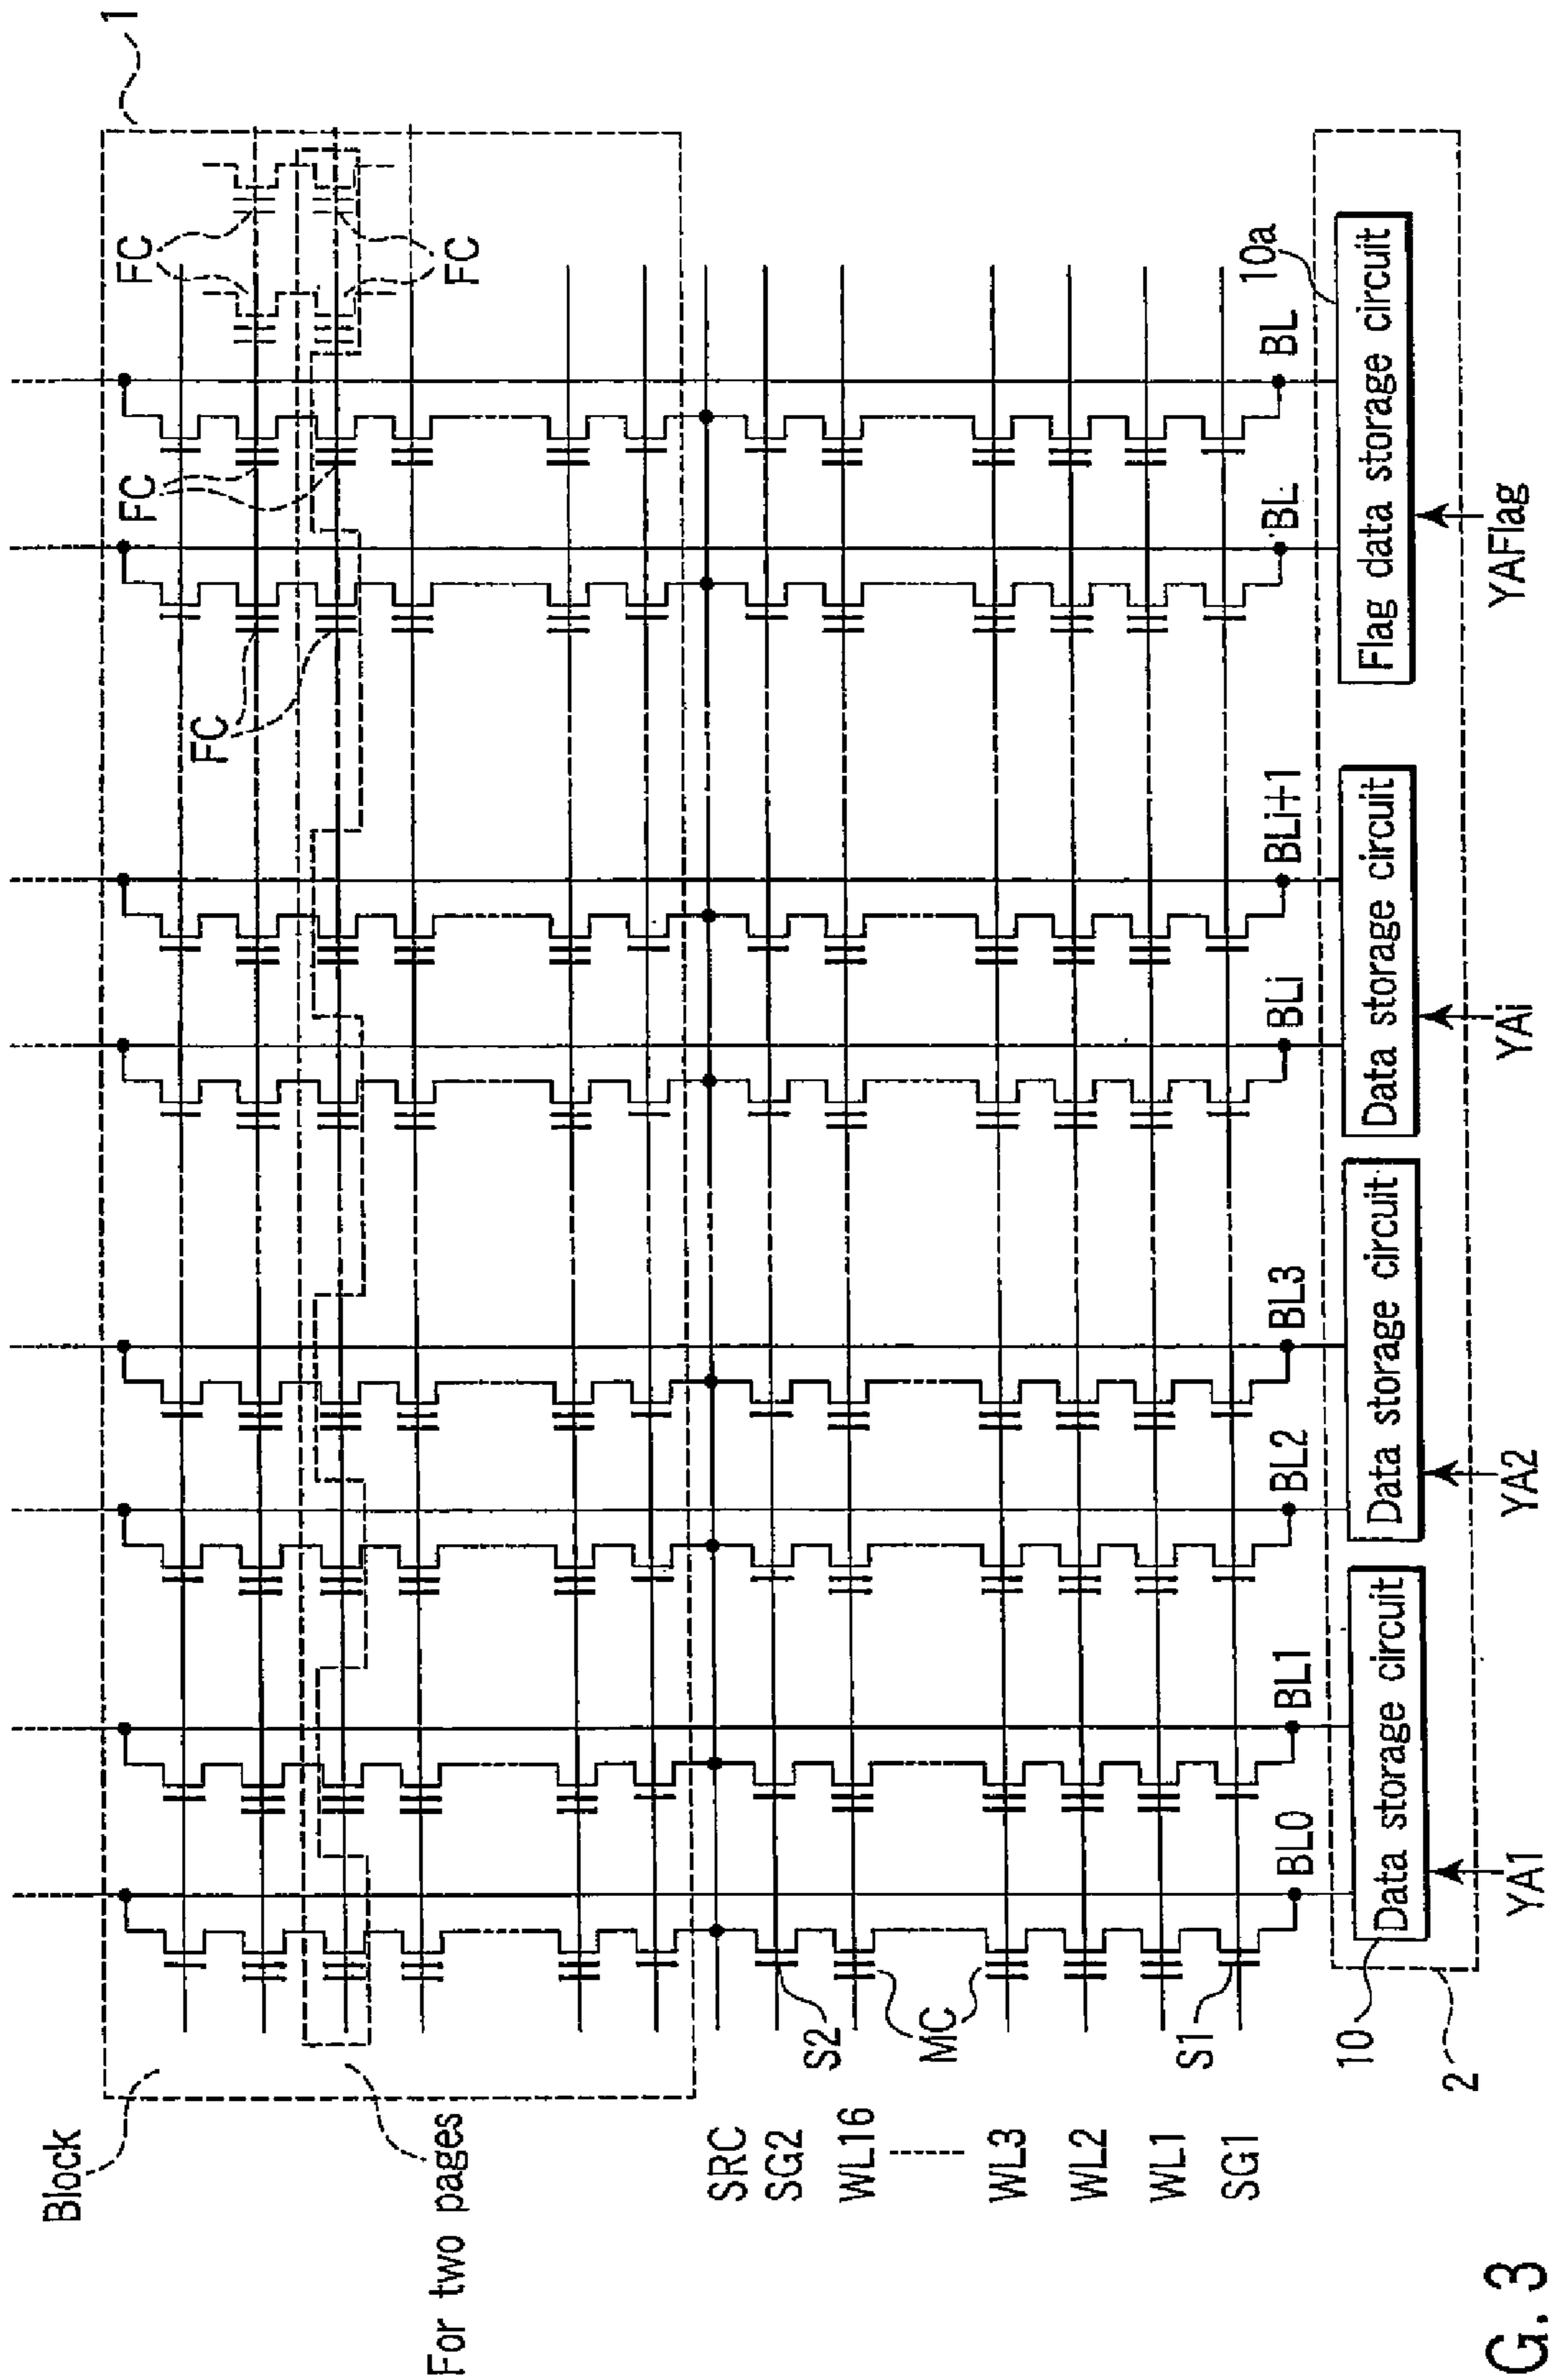 1
Block
For two pages
FC
FC
FC
FC
SRC
SG2
WL16
WL3
WL2
WL1
SG1
S2
MC
S1
10
2
BL0
BL1
BL2
BL3
BLi
BLi+1
BL
BL
10a
Data storage circuit
Data storage circuit
Data storage circuit
Flag data storage circuit
YA1
YA2
YAi
YAFlag
G. 3